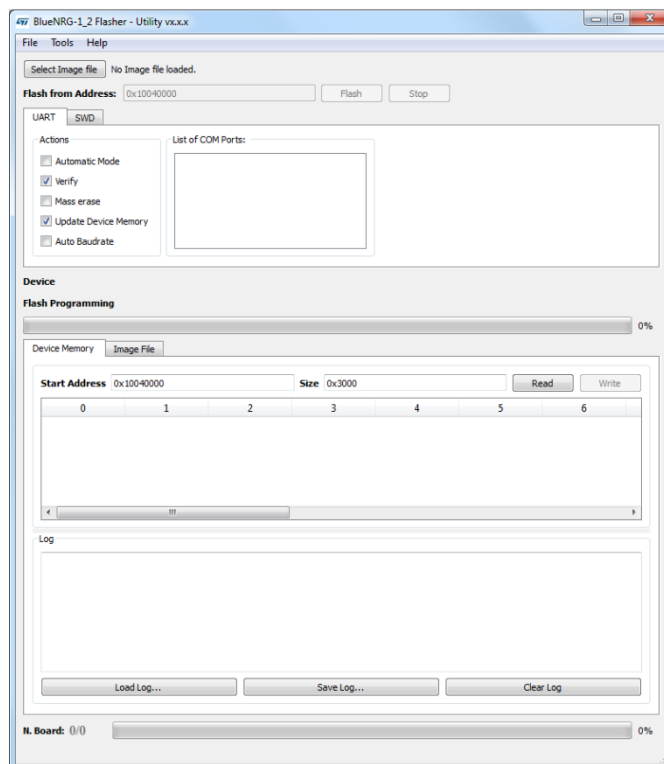 BlueNRG-1_2 Flasher - Utility vx.x.x
File Tools Help
Select Image file No Image file loaded.
Flash from Address: 0x10040000 Flash Stop
UART SWD
Actions List of COM Ports:
Automatic Mode
Verify
Mass erase
Update Device Memory
Auto Baudrate
Device
Flash Programming
0%
Device Memory Image File
Start Address 0x10040000 Size 0x3000 Read Write
0 1 2 3 4 5 6
Log
Load Log... Save Log... Clear Log
N. Board: 0/0 0%